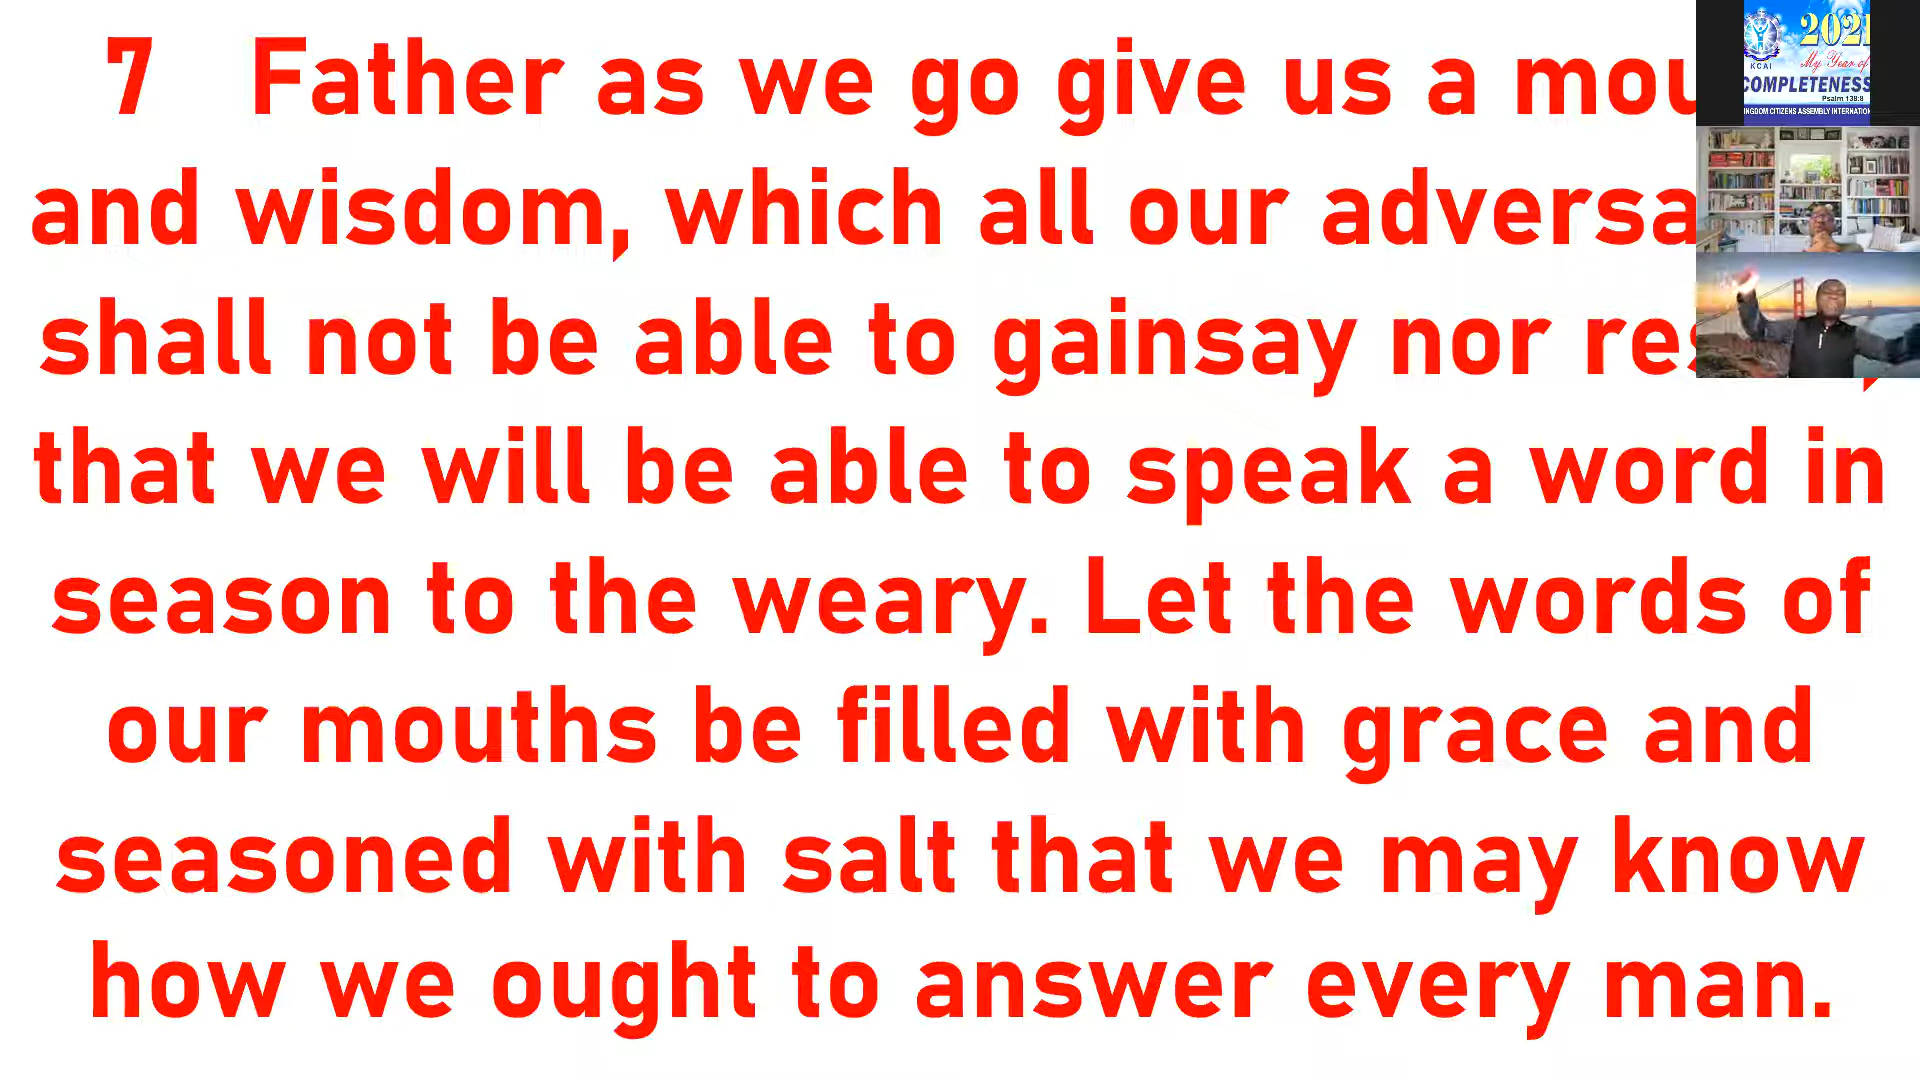 7 Father as we go give us a
and wisdom, which all our
shall not be able to gainsay nor
that we will be able to speak a word in
season to the weary. Let the words of
our mouths be filled with grace and
seasoned with salt that we may know
how we ought to answer every man.
KCAI
2021
My Year of
COMPLETENESS
Psalm 138:8
CITIZENS ASSEMBLY